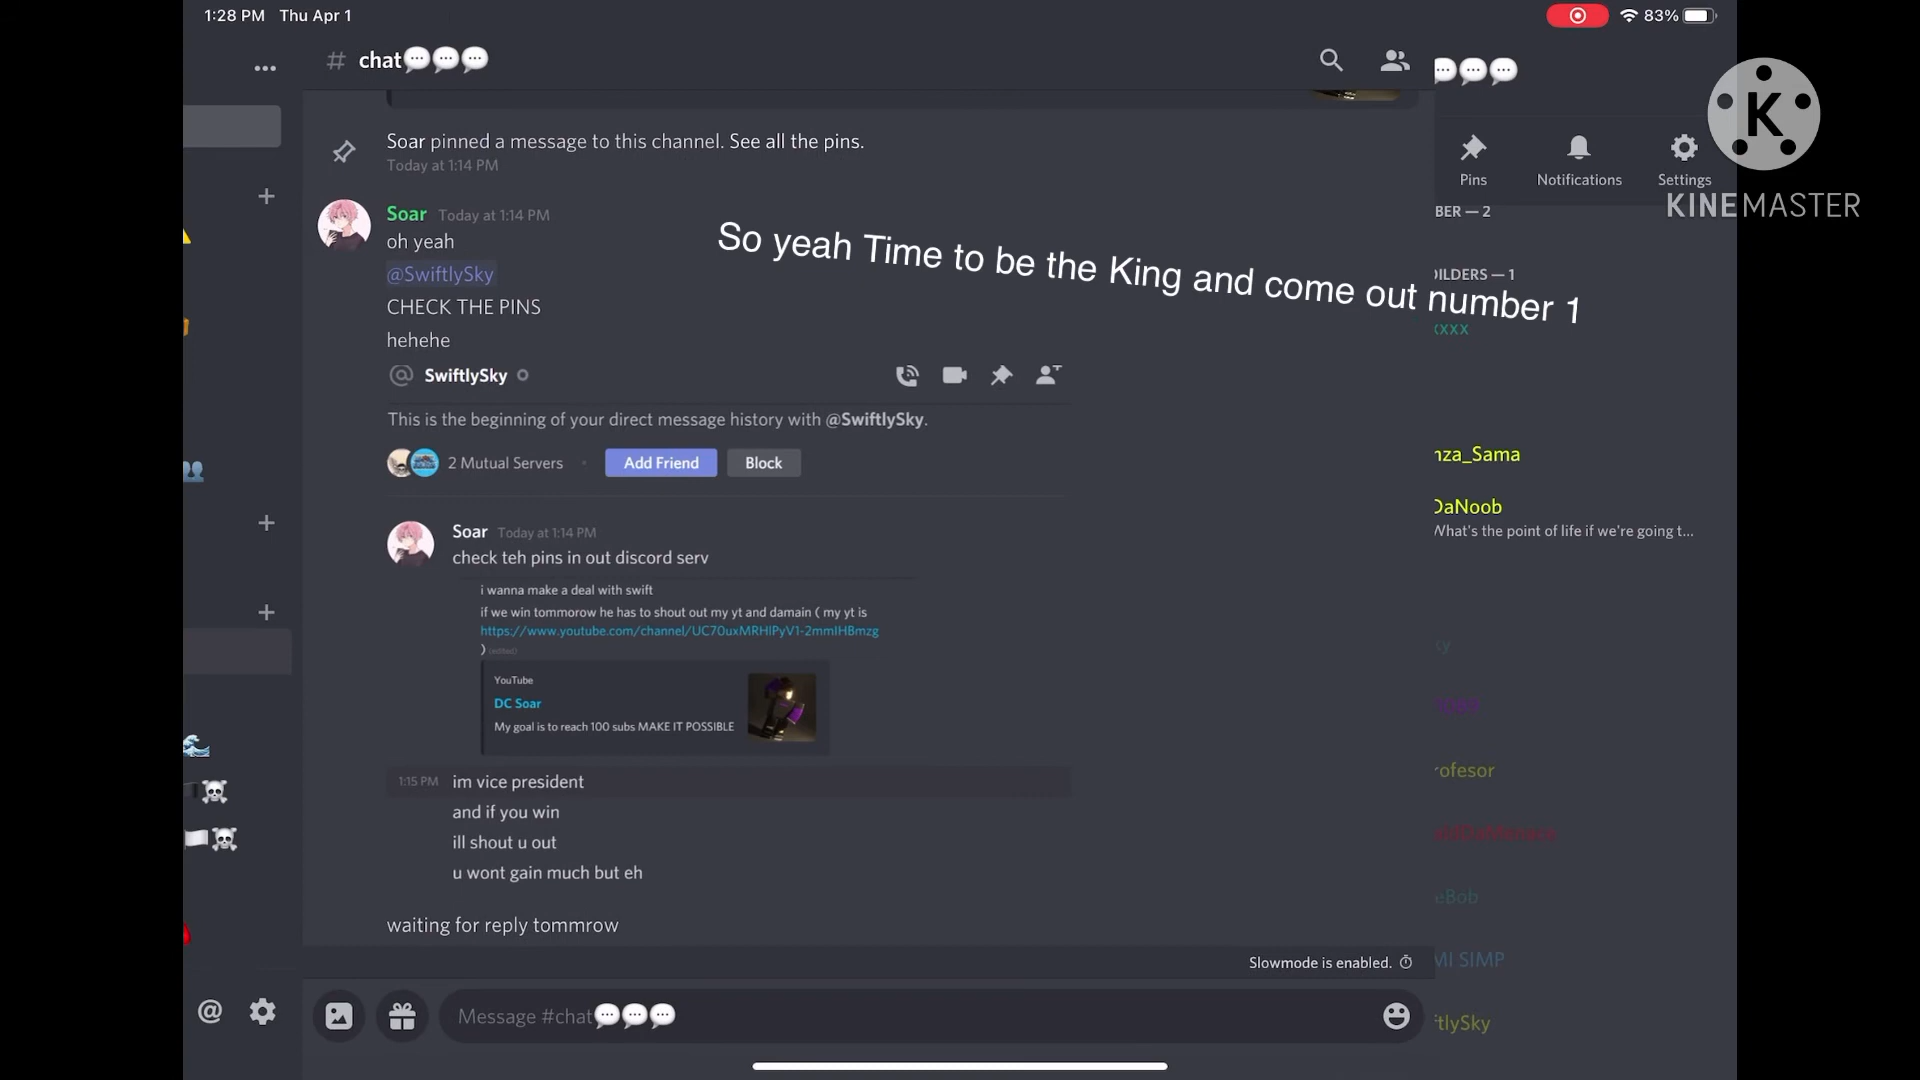 1:28 PM Thu Apr 1
83%
# chat
Soar pinned a message to this channel. See all the pins.
Today at 1:14 PM
Soar Today at 1:14 PM
oh yeah
@SwiftlySky
CHECK THE PINS
hehehe
@ SwiftlySky
This is the beginning of your direct message history with @SwiftlySky.
2 Mutual Servers
Add Friend
Block
Soar Today at 1:14 PM
check teh pins in out discord serv
i wanna make a deal with swift
if we win tommorow he has to shout out my yt and damain ( my yt is
https://www.youtube.com/channel/UC70uxMRHlPyV1-2mmIHBmzg
) (edited)
YouTube
DC Soar
My goal is to reach 100 subs MAKE IT POSSIBLE
1:15 PM im vice president
and if you win
ill shout u out
u wont gain much but eh
waiting for reply tommrow
Slowmode is enabled.
Message #chat
So yeah Time to be the King and come out number 1
Pins
Notifications
Settings
BER — 2
ILDERS — 1
xxxx
nza_Sama
DaNoob
What's the point of life if we're going t...
ky
rofesor
eBob
MI SIMP
ftlySky
K
KINEMASTER